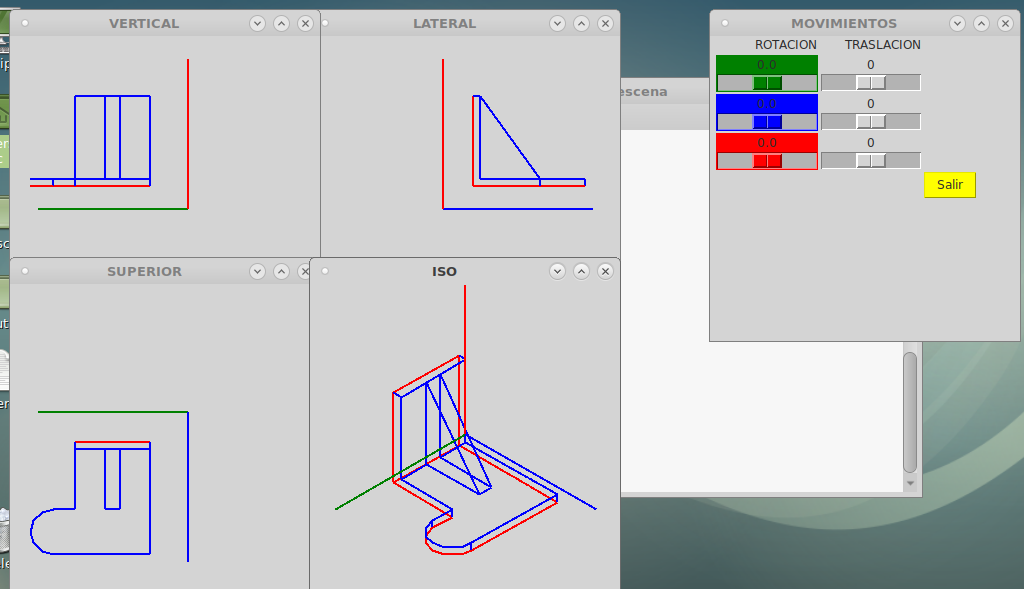 VERTICAL
LATERAL
MOVIMIENTOS
ROTACION TRASLACION
0.0 0
0.0 0
0.0 0
Salir
escena
SUPERIOR
ISO